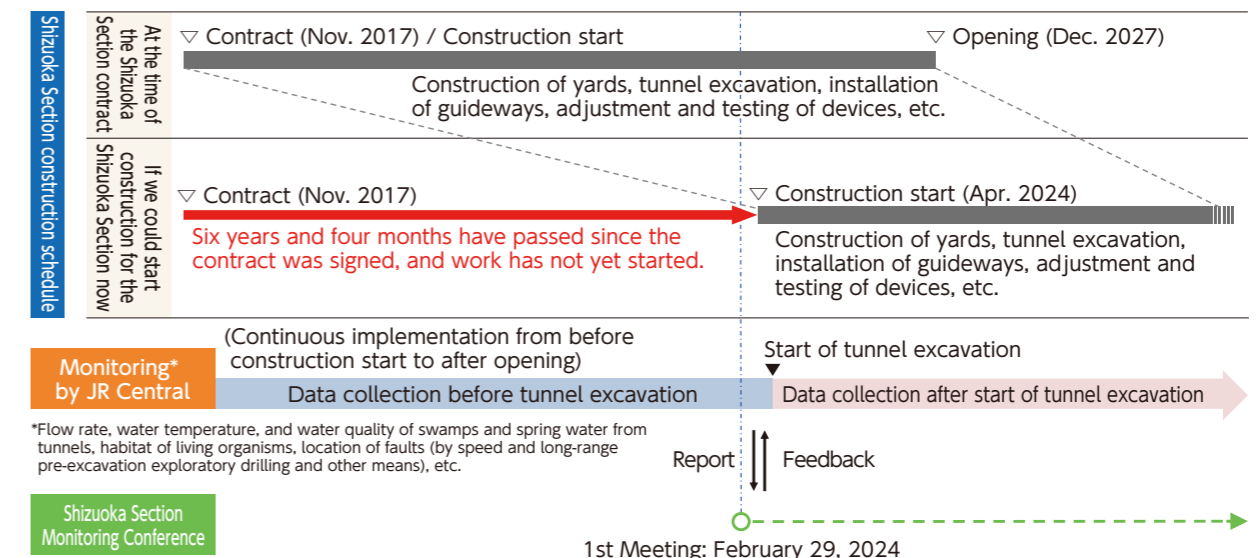 Shizuoka Section construction schedule
At the time of
the Shizuoka
Section contract
▽ Contract (Nov. 2017) / Construction start
▽ Opening (Dec. 2027)
Construction of yards, tunnel excavation, installation
of guideways, adjustment and testing of devices, etc.
If we could start
construction for the
Shizuoka Section now
▽ Contract (Nov. 2017)
▽ Construction start (Apr. 2024)
Six years and four months have passed since the
contract was signed, and work has not yet started.
Construction of yards, tunnel excavation,
installation of guideways, adjustment and
testing of devices, etc.
Monitoring*
by JR Central
(Continuous implementation from before
construction start to after opening)
Start of tunnel excavation
▼
Data collection before tunnel excavation
Data collection after start of tunnel excavation
*Flow rate, water temperature, and water quality of swamps and spring water from
tunnels, habitat of living organisms, location of faults (by speed and long-range
pre-excavation exploratory drilling and other means), etc.
Report
Feedback
Shizuoka Section
Monitoring Conference
1st Meeting: February 29, 2024